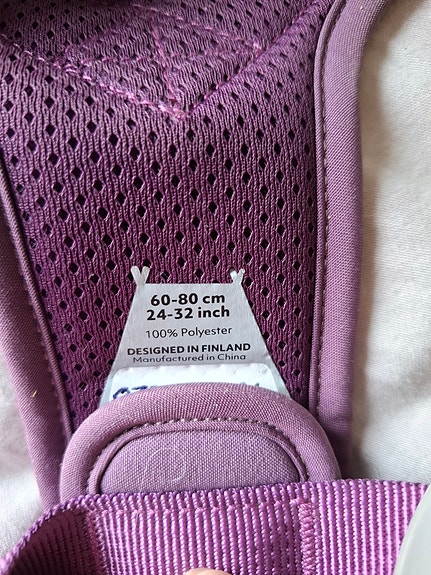 60-80 cm
24-32 inch
100% Polyester
DESIGNED IN FINLAND
Manufactured in China